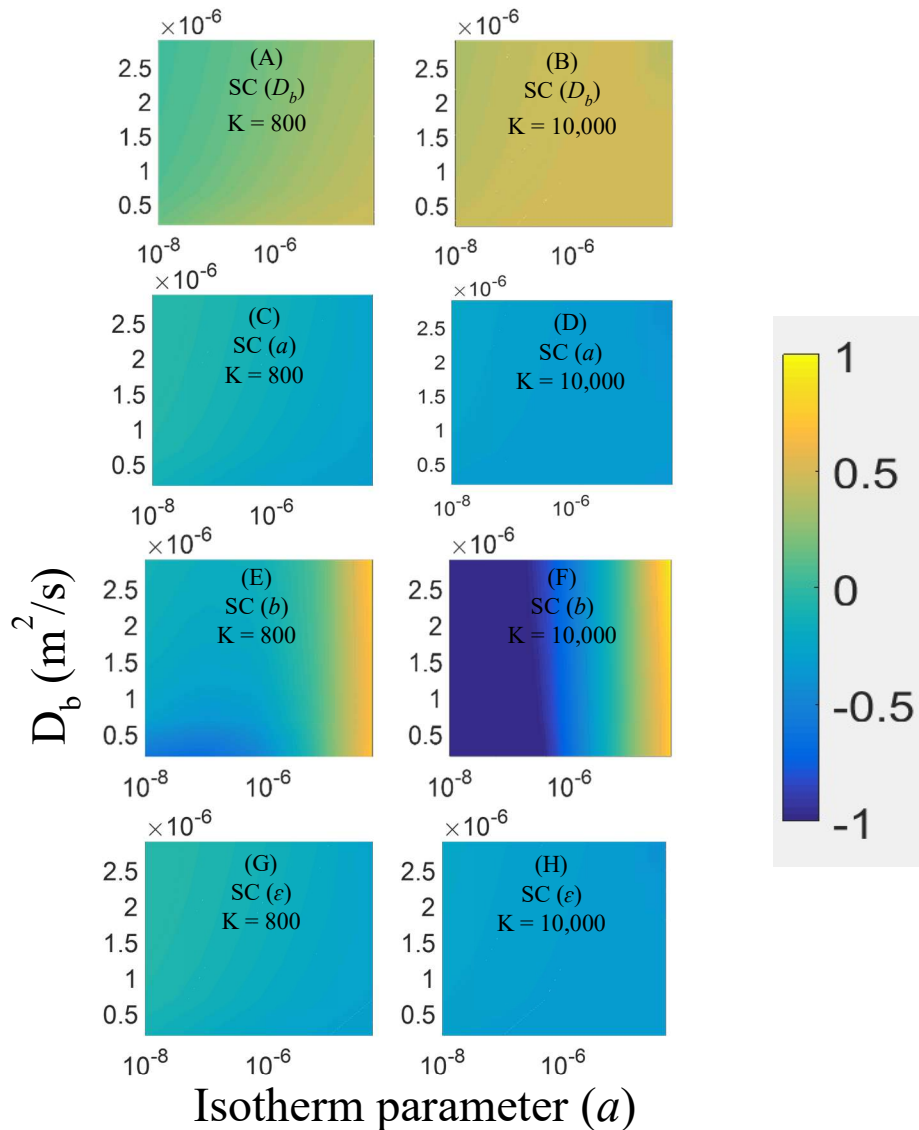 ×10⁻⁶
2.5
2
1.5
1
0.5
10⁻⁸
10⁻⁶
(A)
SC (D_b)
K = 800
2.5
2
1.5
1
0.5
10⁻⁸
10⁻⁶
(B)
SC (D_b)
K = 10,000
×10⁻⁶
2.5
2
1.5
1
0.5
10⁻⁸
10⁻⁶
(C)
SC (a)
K = 800
×10⁻⁶
2.5
2
1.5
1
0.5
10⁻⁸
10⁻⁶
(D)
SC (a)
K = 10,000
×10⁻⁶
2.5
2
1.5
1
0.5
10⁻⁸
10⁻⁶
(E)
SC (b)
K = 800
×10⁻⁶
2.5
2
1.5
1
0.5
10⁻⁸
10⁻⁶
(F)
SC (b)
K = 10,000
×10⁻⁶
2.5
2
1.5
1
0.5
10⁻⁸
10⁻⁶
(G)
SC (ε)
K = 800
×10⁻⁶
2.5
2
1.5
1
0.5
10⁻⁸
10⁻⁶
(H)
SC (ε)
K = 10,000
×10⁻⁶
D_b (m²/s)
Isotherm parameter (a)
1
0.5
0
-0.5
-1